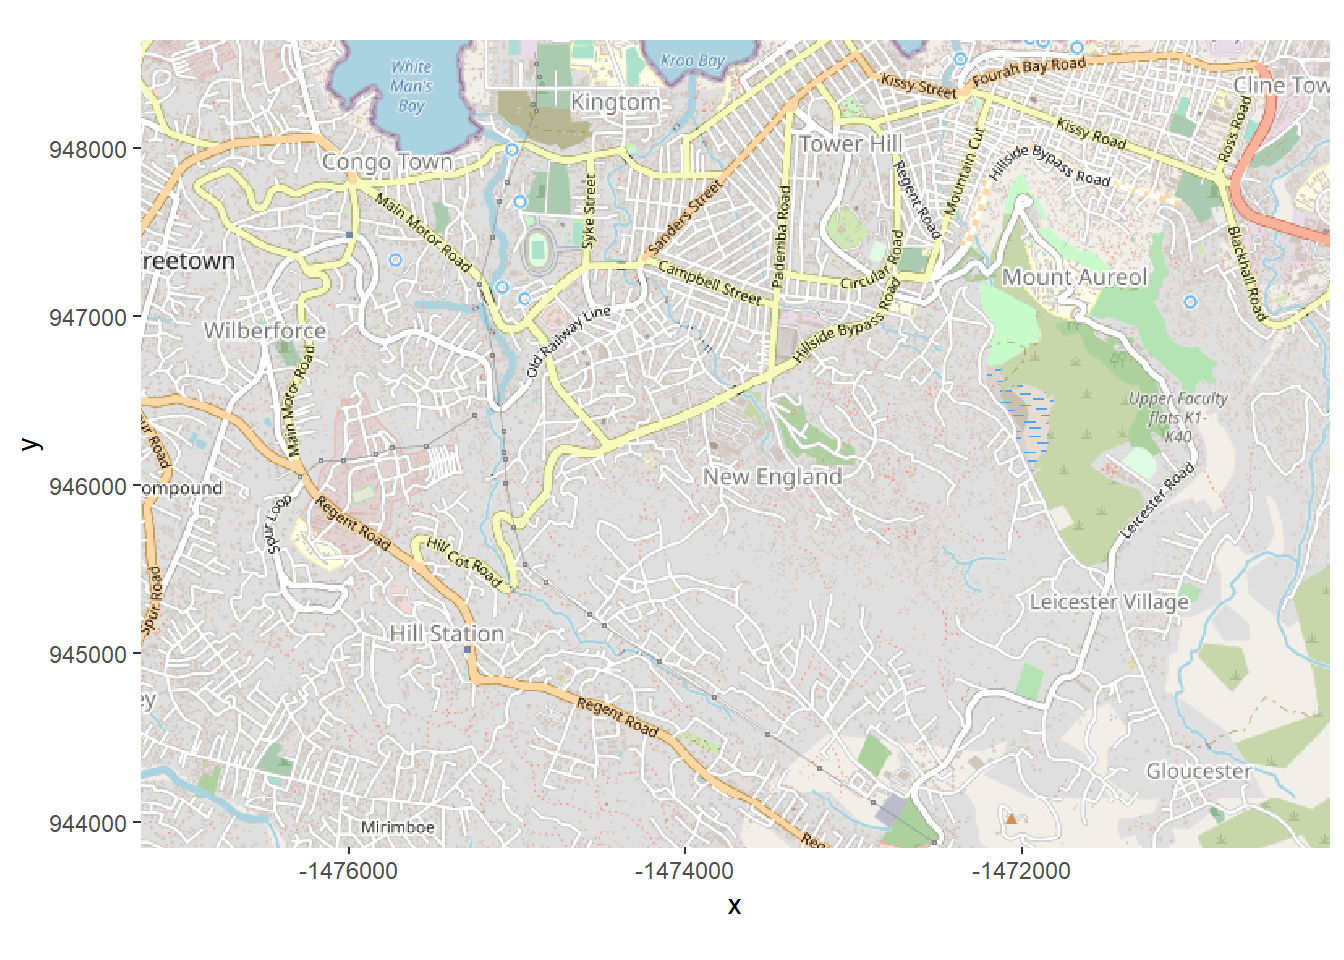 White
Man's
Bay
Kroo Bay
Kissy Street
Fourah Bay Road
Cline Tow
Kingtom
Kissy Road
Ross Road
948000
Congo Town
Tower Hill
Mountain Cut
Hillside Bypass Road
Regent Road
Main Motor Road
Syke Street
Sanders Street
Pademba Road
Circular Road
Blackhall Road
reetown
Campbell Street
Mount Aureol
947000
Wilberforce
Old Railway Line
Hillside Bypass Road
Main Motor Road
Upper Faculty
flats K1-
K40
y
ur Road
New England
946000
ompound
Leicester Road
Spur Loop
Regent Road
Hill Cot Road
Spur Road
Leicester Village
Hill Station
945000
ey
Regent Road
Gloucester
944000
Mirimboe
Reg
-1476000
-1474000
-1472000
x